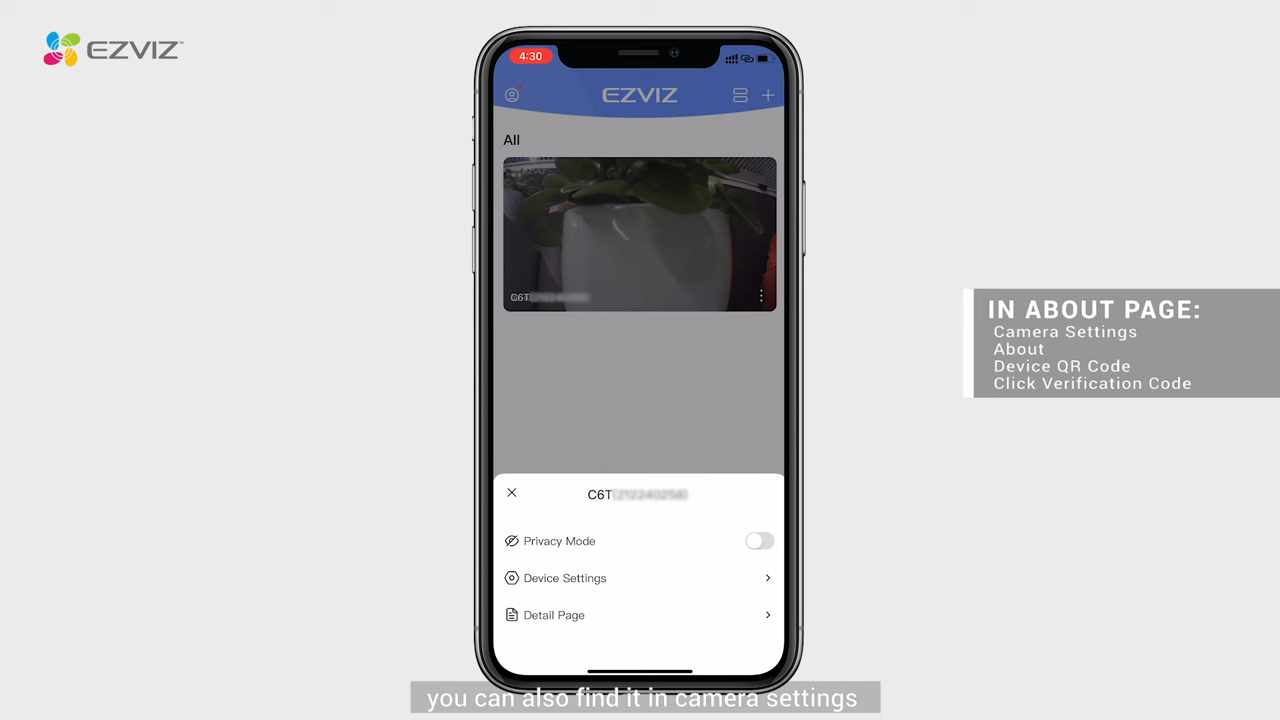 EZVIZ™
4:30
EZVIZ
All
EZVIZ
C6T
C6T
Privacy Mode
Device Settings
Detail Page
IN ABOUT PAGE:
Camera Settings
About
Device QR Code
Click Verification Code
you can also find it in camera settings